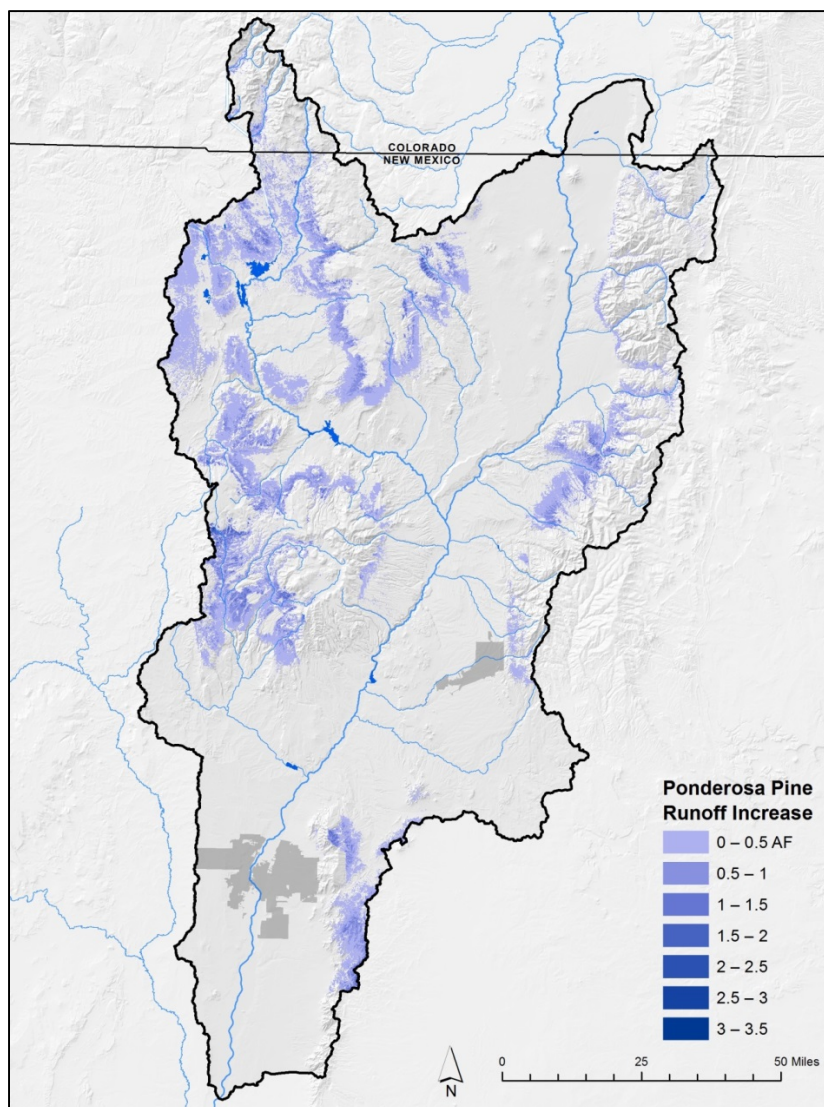 COLORADO
NEW MEXICO
Ponderosa Pine
Runoff Increase
0 – 0.5 AF
0.5 – 1
1 – 1.5
1.5 – 2
2 – 2.5
2.5 – 3
3 – 3.5
N
0 25 50 Miles